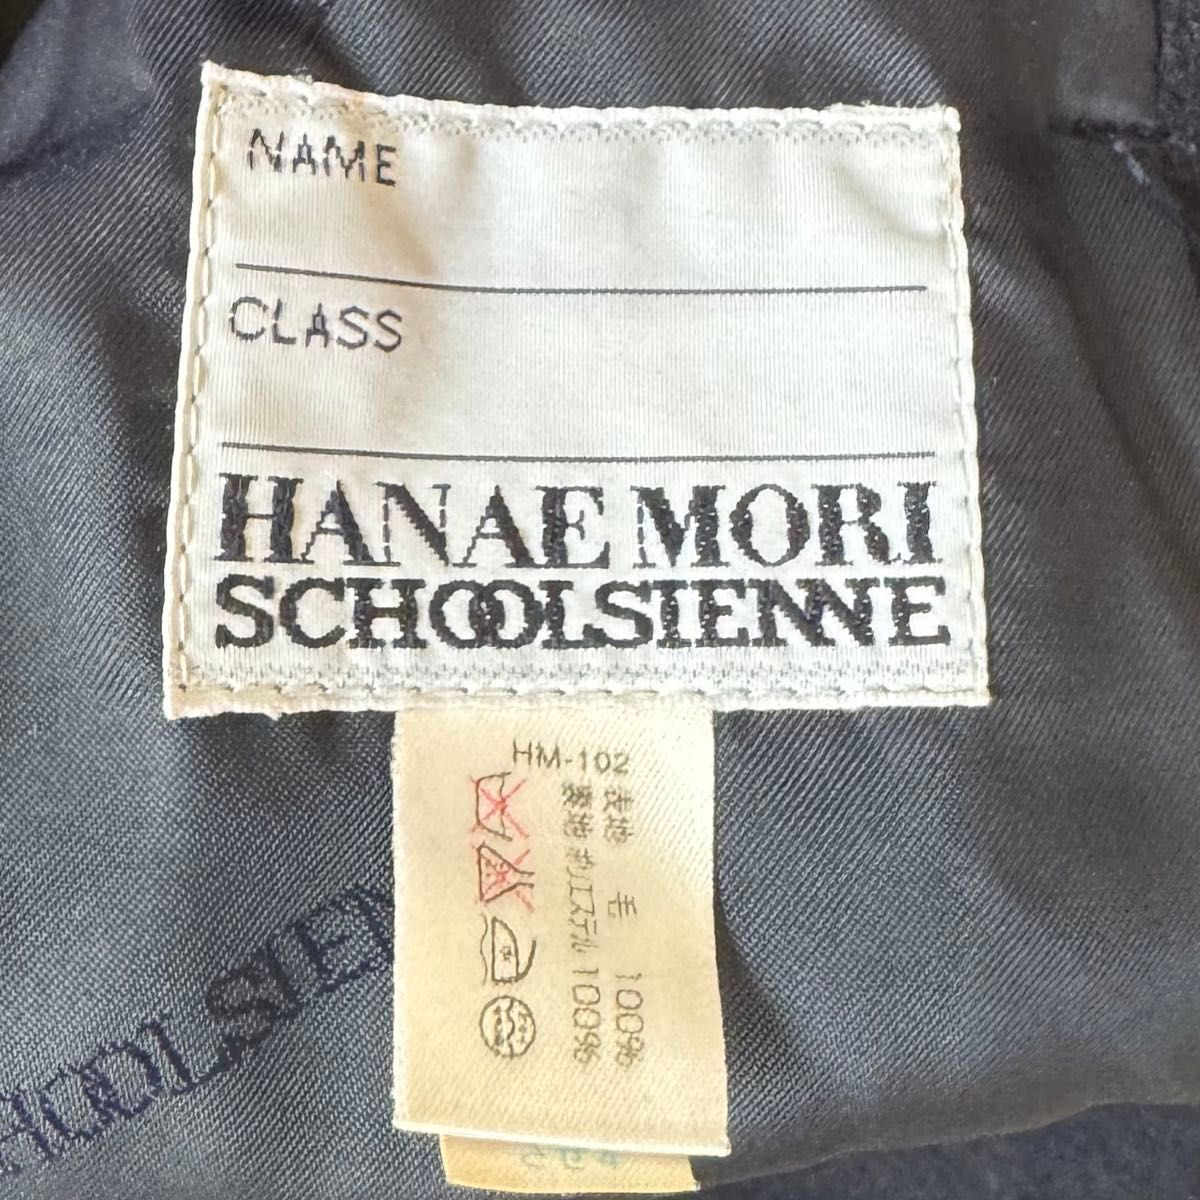 NAME
CLASS
HANAE MORI
SCHOOLSIENNE
HM-102
表地 毛 100%
裏地 ポリエステル 100%